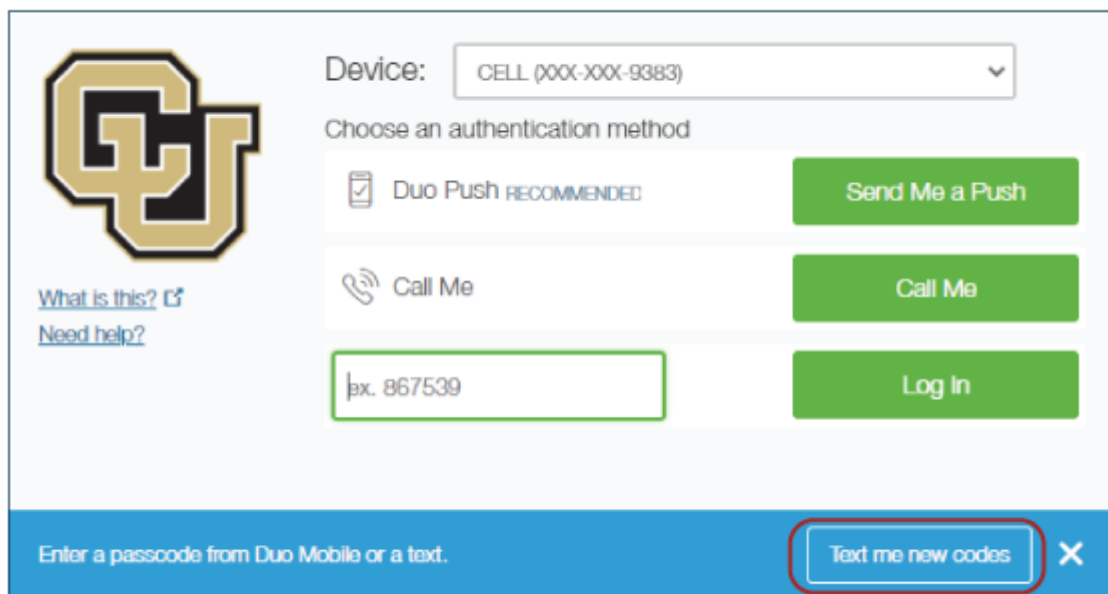 CU
Device: CELL (XXX-XXX-9383)
Choose an authentication method
Duo Push RECOMMENDED Send Me a Push
Call Me Call Me
What is this?
Need help?
ex. 867539 Log In
Enter a passcode from Duo Mobile or a text. Text me new codes